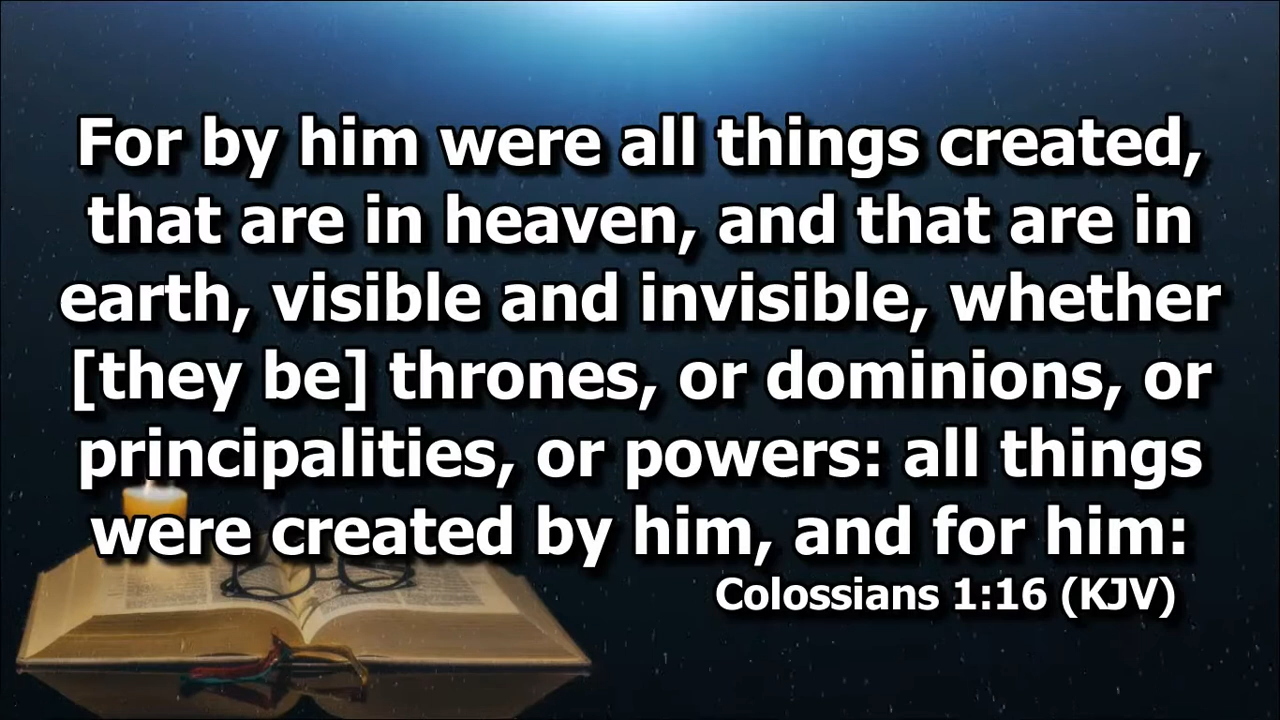 For by him were all things created,
that are in heaven, and that are in
earth, visible and invisible, whether
[they be] thrones, or dominions, or
principalities, or powers: all things
were created by him, and for him:
Colossians 1:16 (KJV)